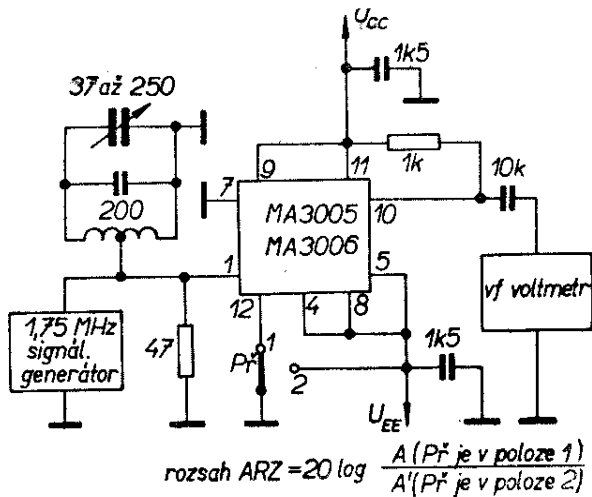 U_CC
1k5
37 až 250
200
9
11
1k
10k
7
MA3005
MA3006
10
1
5
12
4
8
vf voltmetr
1,75 MHz
signál.
generátor
47
Př
1
2
1k5
U_EE
rozsah ARZ = 20 log A (Př je v poloze 1)
A' (Př je v poloze 2)